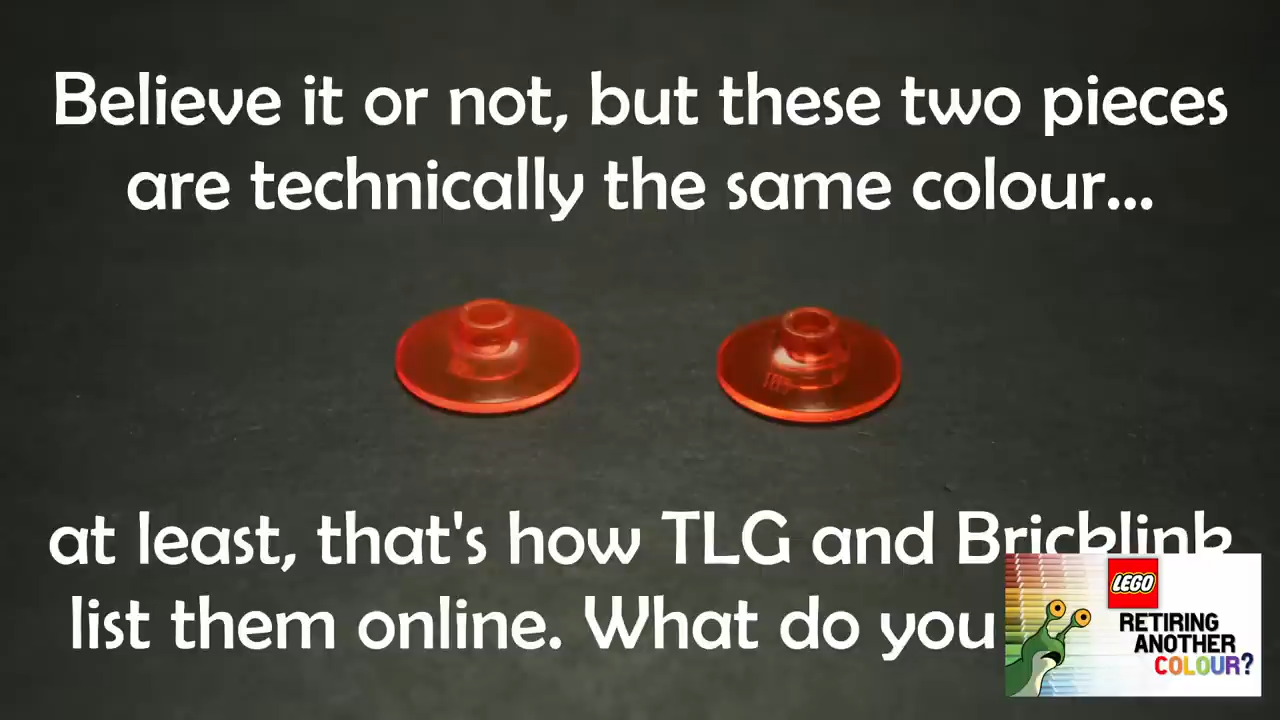 Believe it or not, but these two pieces
are technically the same colour...
at least, that's how TLG and Bricklink
list them online. What do you
LEGO
RETIRING
ANOTHER
COLOUR?